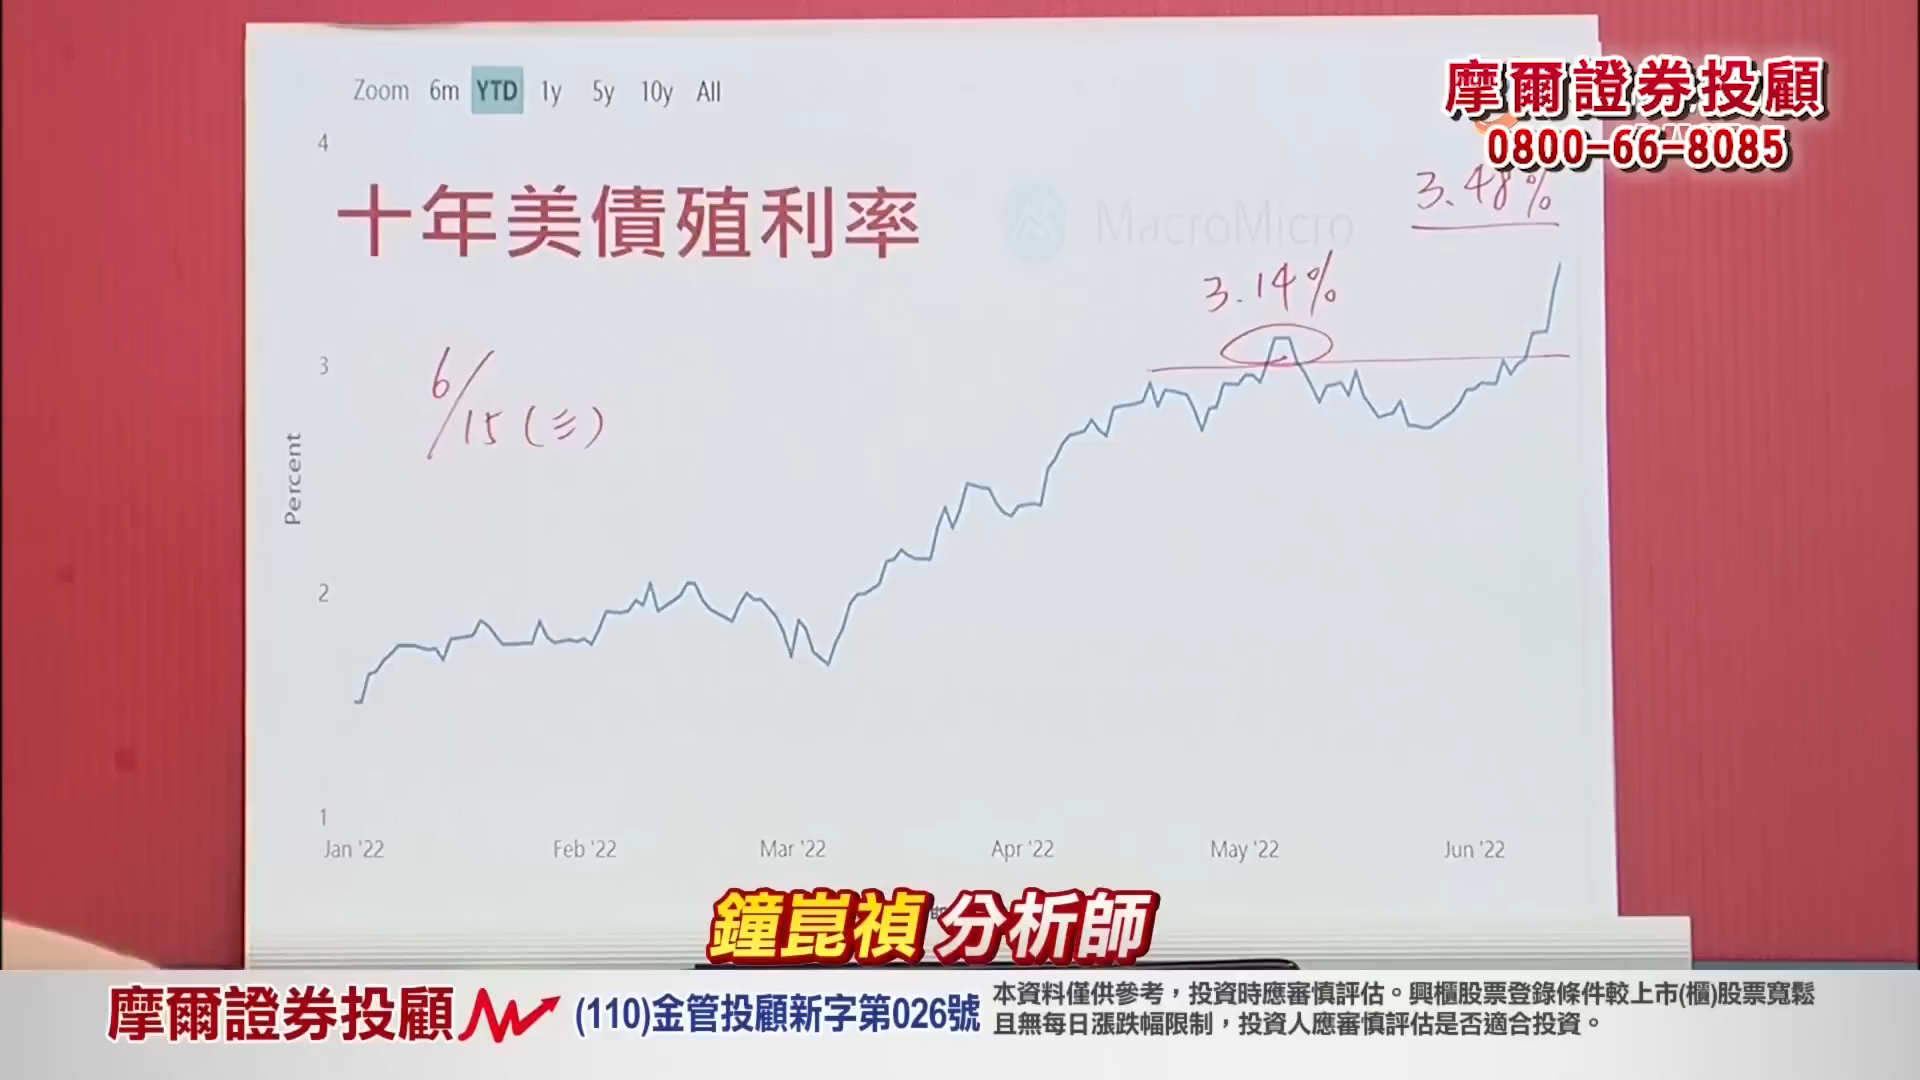 Zoom 6m YTD 1y 5y 10y All
摩爾證券投顧
0800-66-8085
4
十年美債殖利率
MacroMicro
3.48%
3.14%
3
6/15(三)
Percent
2
1
Jan '22 Feb '22 Mar '22 Apr '22 May '22 Jun '22
鐘崑禎 分析師
摩爾證券投顧 (110)金管投顧新字第026號
本資料僅供參考，投資時應審慎評估。興櫃股票登錄條件較上市(櫃)股票寬鬆
且無每日漲跌幅限制，投資人應審慎評估是否適合投資。